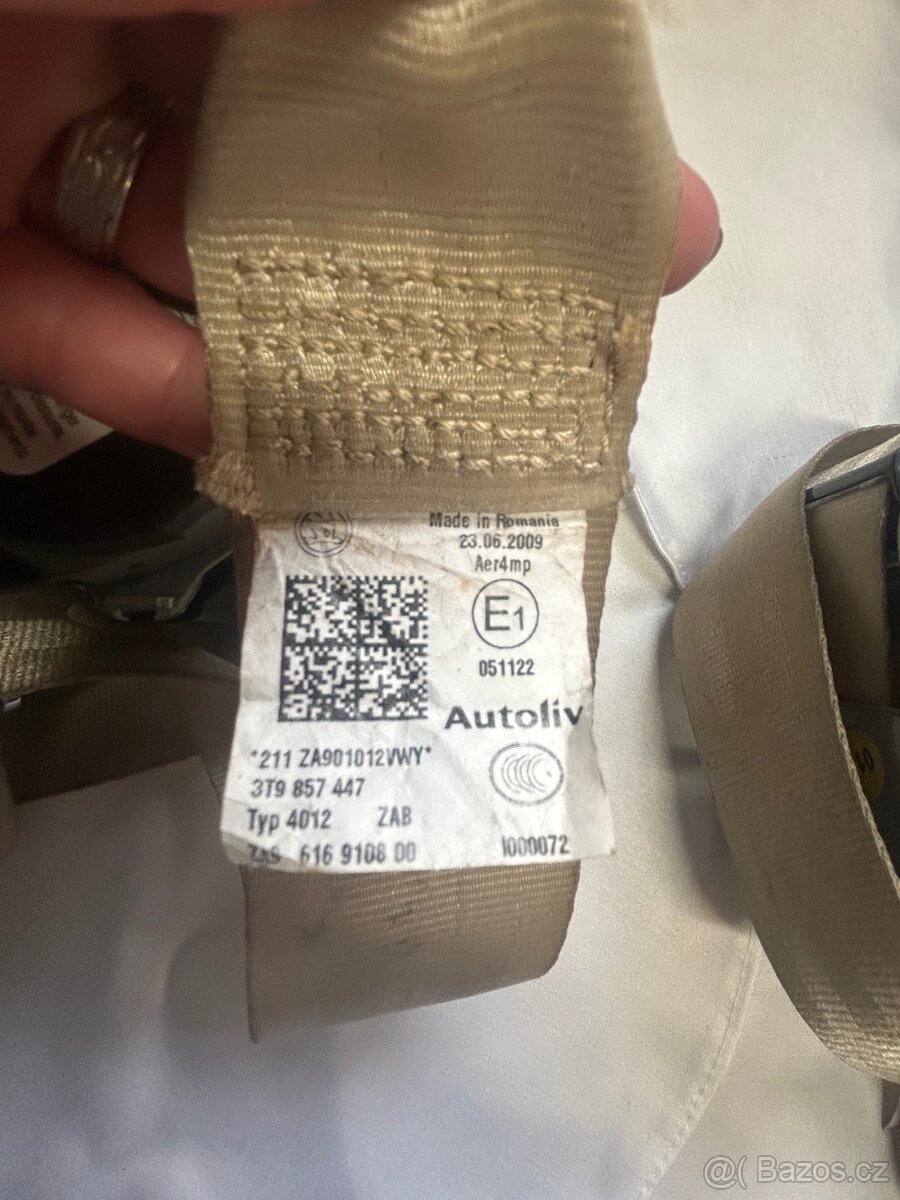 Made in Romania
23.06.2009
Aer4mp
E1
051122
Autoliv
*211 ZA901012VWY*
3T9 857 447
Typ 4012 ZAB
616 9108 00
I000072
@( Bazos.cz